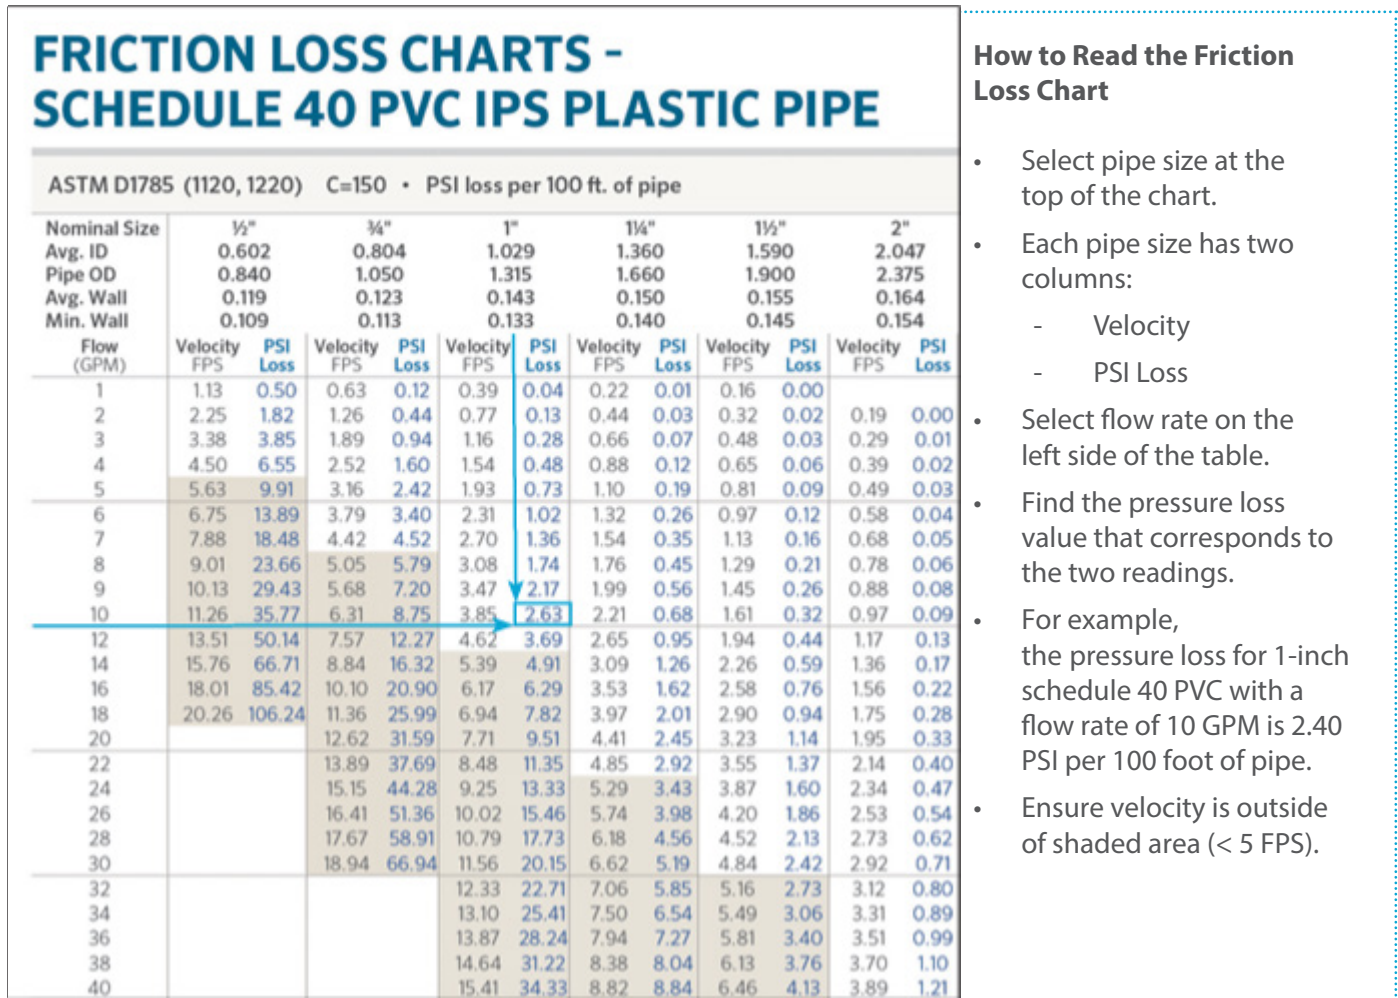 FRICTION LOSS CHARTS -
SCHEDULE 40 PVC IPS PLASTIC PIPE
ASTM D1785 (1120, 1220) C=150 • PSI loss per 100 ft. of pipe
Nominal Size ½" ¾" 1" 1¼" 1½" 2"
Avg. ID 0.602 0.804 1.029 1.360 1.590 2.047
Pipe OD 0.840 1.050 1.315 1.660 1.900 2.375
Avg. Wall 0.119 0.123 0.143 0.150 0.155 0.164
Min. Wall 0.109 0.113 0.133 0.140 0.145 0.154
Flow Velocity PSI Velocity PSI Velocity PSI Velocity PSI Velocity PSI Velocity PSI
(GPM) FPS Loss FPS Loss FPS Loss FPS Loss FPS Loss FPS Loss
1 1.13 0.50 0.63 0.12 0.39 0.04 0.22 0.01 0.16 0.00
2 2.25 1.82 1.26 0.44 0.77 0.13 0.44 0.03 0.32 0.02 0.19 0.00
3 3.38 3.85 1.89 0.94 1.16 0.28 0.66 0.07 0.48 0.03 0.29 0.01
4 4.50 6.55 2.52 1.60 1.54 0.48 0.88 0.12 0.65 0.06 0.39 0.02
5 5.63 9.91 3.16 2.42 1.93 0.73 1.10 0.19 0.81 0.09 0.49 0.03
6 6.75 13.89 3.79 3.40 2.31 1.02 1.32 0.26 0.97 0.12 0.58 0.04
7 7.88 18.48 4.42 4.52 2.70 1.36 1.54 0.35 1.13 0.16 0.68 0.05
8 9.01 23.66 5.05 5.79 3.08 1.74 1.76 0.45 1.29 0.21 0.78 0.06
9 10.13 29.43 5.68 7.20 3.47 2.17 1.99 0.56 1.45 0.26 0.88 0.08
10 11.26 35.77 6.31 8.75 3.85 2.63 2.21 0.68 1.61 0.32 0.97 0.09
12 13.51 50.14 7.57 12.27 4.62 3.69 2.65 0.95 1.94 0.44 1.17 0.13
14 15.76 66.71 8.84 16.32 5.39 4.91 3.09 1.26 2.26 0.59 1.36 0.17
16 18.01 85.42 10.10 20.90 6.17 6.29 3.53 1.62 2.58 0.76 1.56 0.22
18 20.26 106.24 11.36 25.99 6.94 7.82 3.97 2.01 2.90 0.94 1.75 0.28
20 12.62 31.59 7.71 9.51 4.41 2.45 3.23 1.14 1.95 0.33
22 13.89 37.69 8.48 11.35 4.85 2.92 3.55 1.37 2.14 0.40
24 15.15 44.28 9.25 13.33 5.29 3.43 3.87 1.60 2.34 0.47
26 16.41 51.36 10.02 15.46 5.74 3.98 4.20 1.86 2.53 0.54
28 17.67 58.91 10.79 17.73 6.18 4.56 4.52 2.13 2.73 0.62
30 18.94 66.94 11.56 20.15 6.62 5.19 4.84 2.42 2.92 0.71
32 12.33 22.71 7.06 5.85 5.16 2.73 3.12 0.80
34 13.10 25.41 7.50 6.54 5.49 3.06 3.31 0.89
36 13.87 28.24 7.94 7.27 5.81 3.40 3.51 0.99
38 14.64 31.22 8.38 8.04 6.13 3.76 3.70 1.10
40 15.41 34.33 8.82 8.84 6.46 4.13 3.89 1.21
How to Read the Friction
Loss Chart
• Select pipe size at the
top of the chart.
• Each pipe size has two
columns:
- Velocity
- PSI Loss
• Select flow rate on the
left side of the table.
• Find the pressure loss
value that corresponds to
the two readings.
• For example,
the pressure loss for 1-inch
schedule 40 PVC with a
flow rate of 10 GPM is 2.40
PSI per 100 foot of pipe.
• Ensure velocity is outside
of shaded area (< 5 FPS).